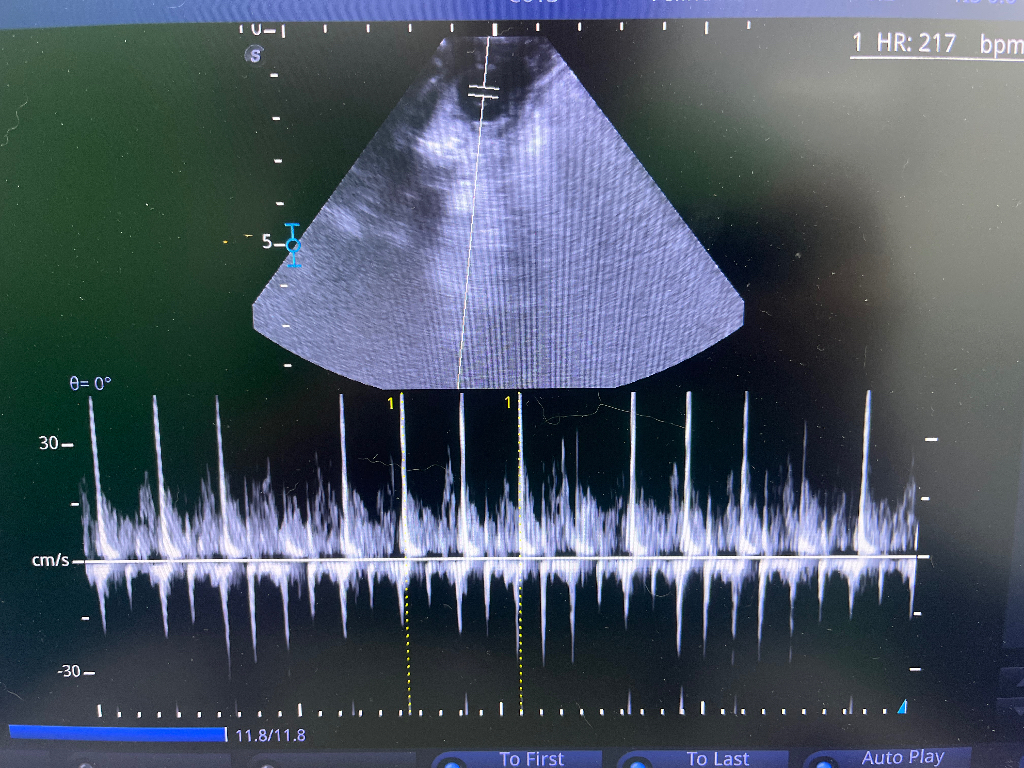 0
S
1 HR: 217 bpm
5
θ= 0°
1 1
30
cm/s
-30
11.8/11.8
To First To Last Auto Play